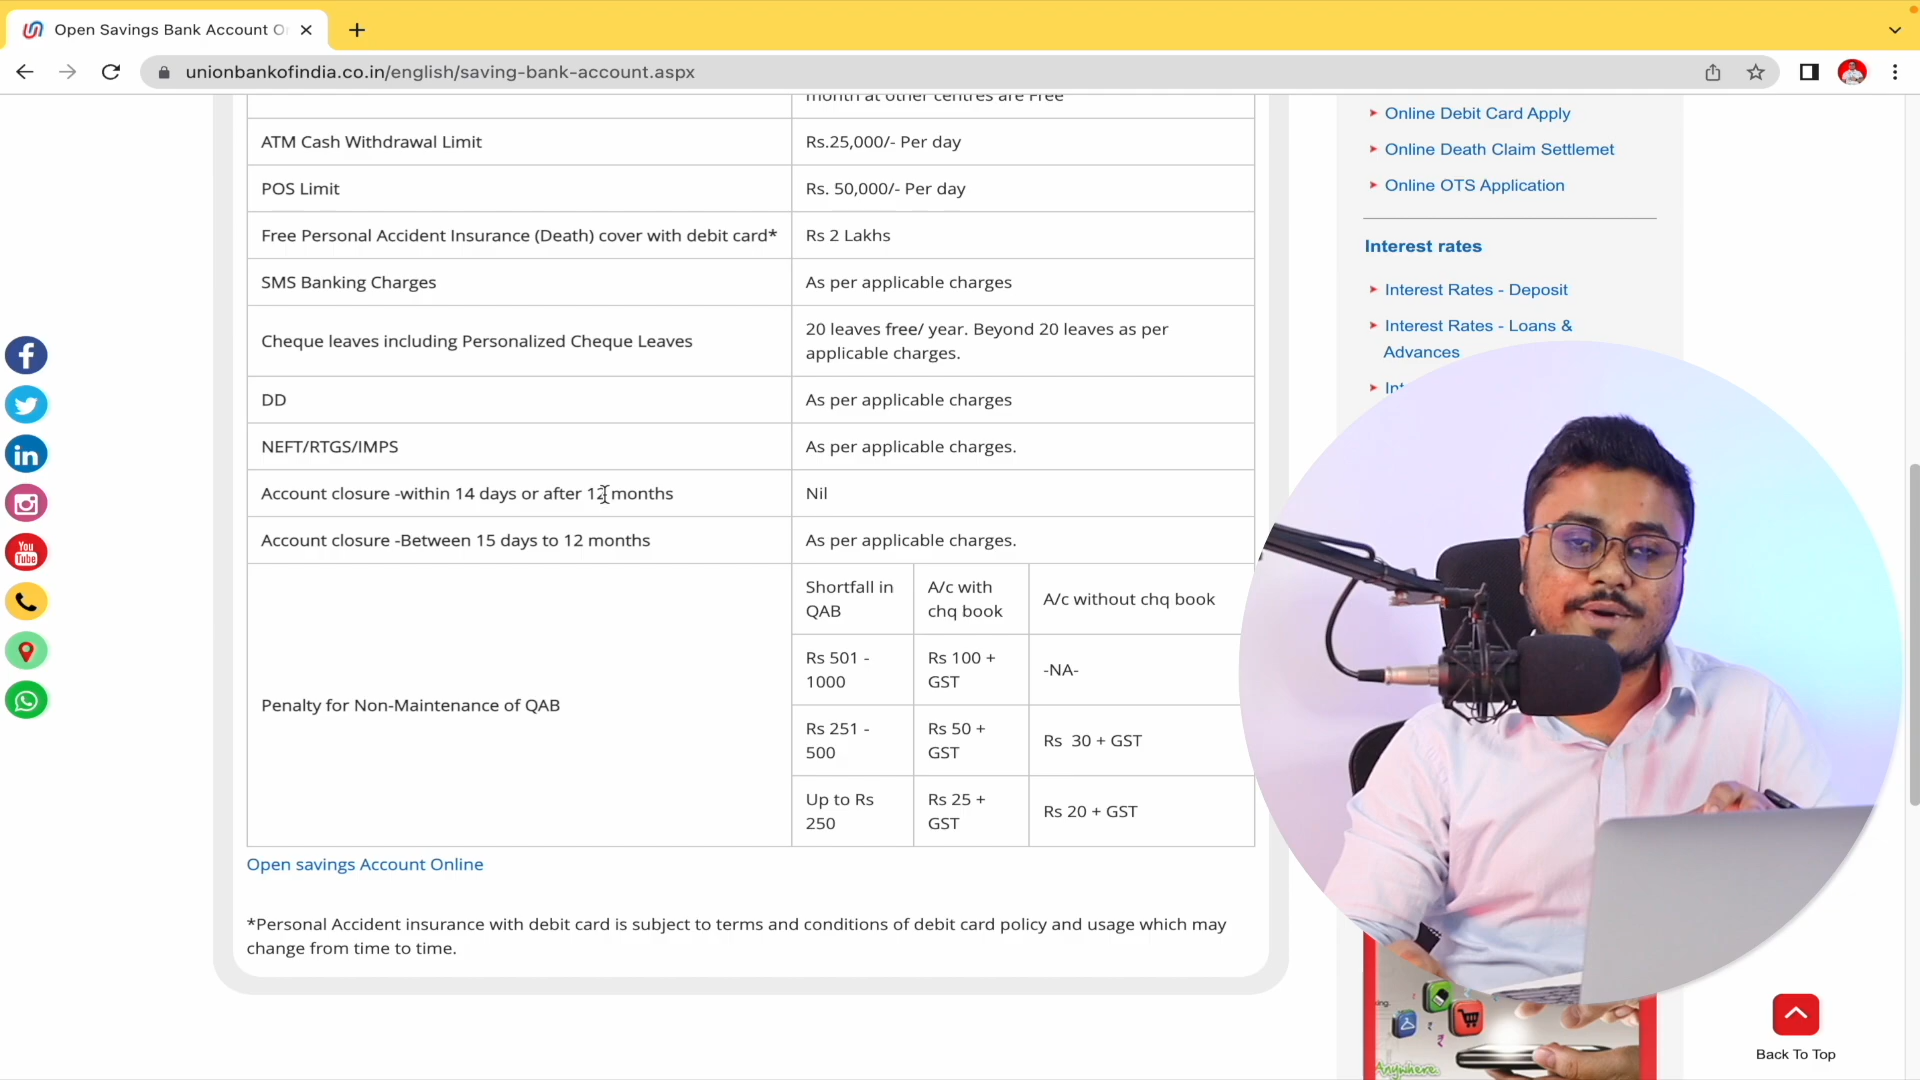 Open Savings Bank Account O
unionbankofindia.co.in/english/saving-bank-account.aspx
month at other centres are Free
ATM Cash Withdrawal Limit
Rs.25,000/- Per day
POS Limit
Rs. 50,000/- Per day
Free Personal Accident Insurance (Death) cover with debit card*
Rs 2 Lakhs
SMS Banking Charges
As per applicable charges
Cheque leaves including Personalized Cheque Leaves
20 leaves free/ year. Beyond 20 leaves as per
applicable charges.
DD
As per applicable charges
NEFT/RTGS/IMPS
As per applicable charges.
Account closure -within 14 days or after 12 months
Nil
Account closure -Between 15 days to 12 months
As per applicable charges.
Penalty for Non-Maintenance of QAB
Shortfall in
QAB
A/c with
chq book
A/c without chq book
Rs 501 -
1000
Rs 100 +
GST
-NA-
Rs 251 -
500
Rs 50 +
GST
Rs 30 + GST
Up to Rs
250
Rs 25 +
GST
Rs 20 + GST
Open savings Account Online
*Personal Accident insurance with debit card is subject to terms and conditions of debit card policy and usage which may
change from time to time.
Online Debit Card Apply
Online Death Claim Settlemet
Online OTS Application
Interest rates
Interest Rates - Deposit
Interest Rates - Loans &
Advances
Int
You
Tube
Anywhere.
Back To Top